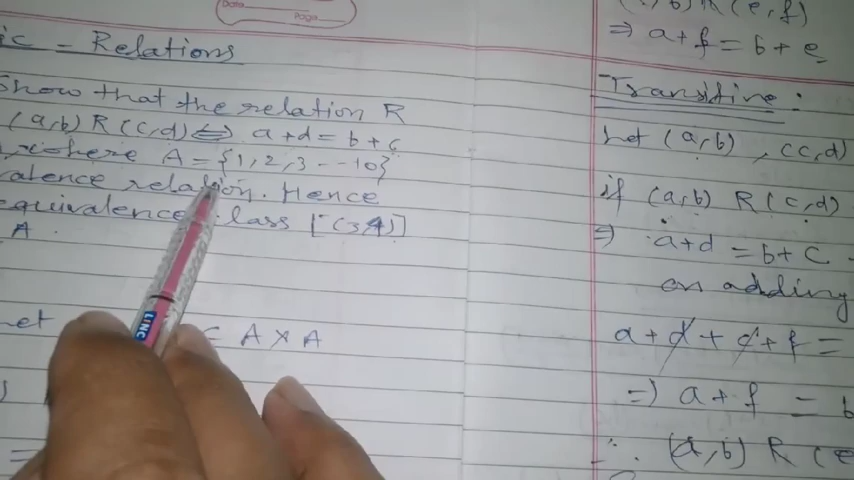 Date
Page
ic - Relations
Show that the relation R
(a,b) R (c,d) ⇔ a+d = b+c
where A = {1,2,3 - - 10}
valence relation. Hence
equivalence class [(3,4)]
A.
et
A × A
=
b) R (e,f)
⇒ a+f = b+e
Transitive :
Let (a,b) , (c,d)
if (a,b) R (c,d)
⇒ a+d = b+c
on adding
a + d + d + f =
⇒ a + f = b
∴ (a,b) R (e
LINC